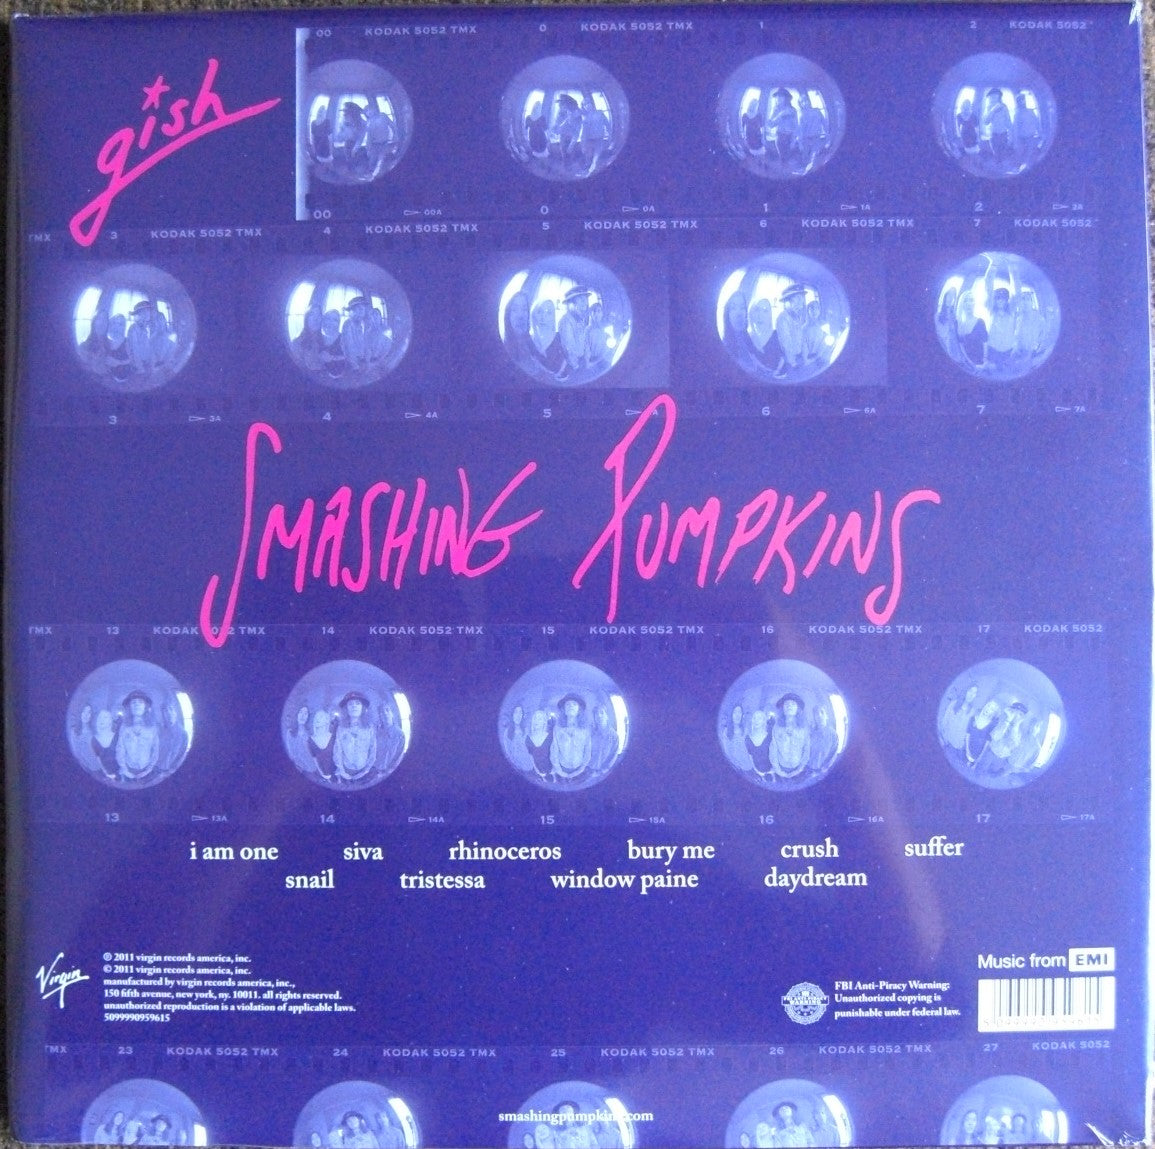 gish
00 KODAK 5052 TMX 0 KODAK 5052 TMX 1 2 KODAK 5052
00 00A 0 0A 1 1A 2 2A
TMX 3 KODAK 5052 TMX 4 KODAK 5052 TMX 5 KODAK 5052 TMX 6 KODAK 5052 TMX 7 KODAK 5052
3 3A 4 4A 5 6 6A 7 7A
SMASHING PUMPKINS
TMX 13 KODAK 5052 TMX 14 KODAK 5052 TMX 15 KODAK 5052 TMX 16 KODAK 5052 TMX 17 KODAK 5052
13 13A 14 14A 15 15A 16 16A 17 17A
i am one siva rhinoceros bury me crush suffer
snail tristessa window paine daydream
Virgin
℗ 2011 virgin records america, inc.
© 2011 virgin records america, inc.
manufactured by virgin records america, inc.,
150 fifth avenue, new york, ny. 10011. all rights reserved.
unauthorized reproduction is a violation of applicable laws.
5099990959615
FBI Anti-Piracy Warning:
Unauthorized copying is
punishable under federal law.
Music from EMI
TMX 23 KODAK 5052 TMX 24 KODAK 5052 TMX 25 KODAK 5052 TMX 26 KODAK 5052 TMX 27 KODAK 5052
smashingpumpkins.com